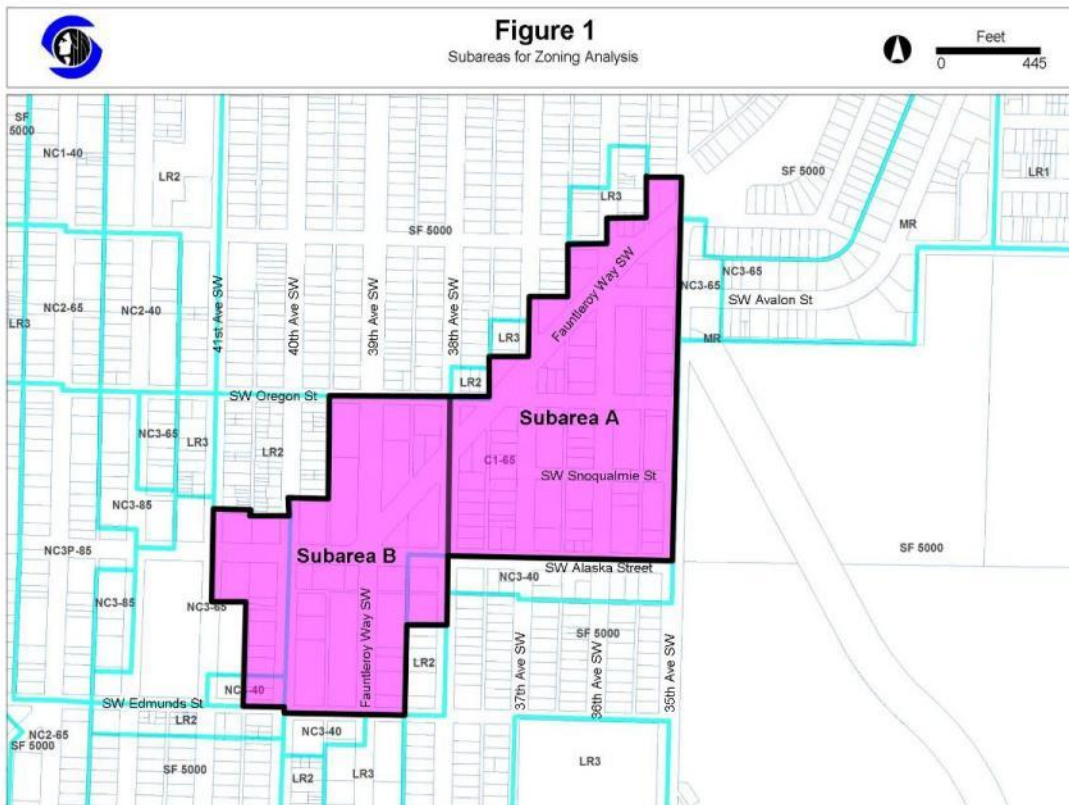 Figure 1
Subareas for Zoning Analysis
Feet
0 445
SF
5000
NC1-40
LR2
SF 5000
LR1
LR3
SF 5000
MR
NC3-65
NC3-65
SW Avalon St
NC2-65
NC2-40
LR3
41st Ave SW
40th Ave SW
39th Ave SW
38th Ave SW
Fauntleroy Way SW
LR3
MR
LR2
SW Oregon St
Subarea A
NC3-65
LR3
LR2
C1-65
SW Snoqualmie St
NC3-85
NC3P-85
Subarea B
SF 5000
SW Alaska Street
NC3-40
NC3-85
NC3-65
Fauntleroy Way SW
SF 5000
LR2
37th Ave SW
36th Ave SW
35th Ave SW
SW Edmunds St
LR2
NC3-40
NC2-65
SF 5000
SF 5000
LR2
LR3
LR3